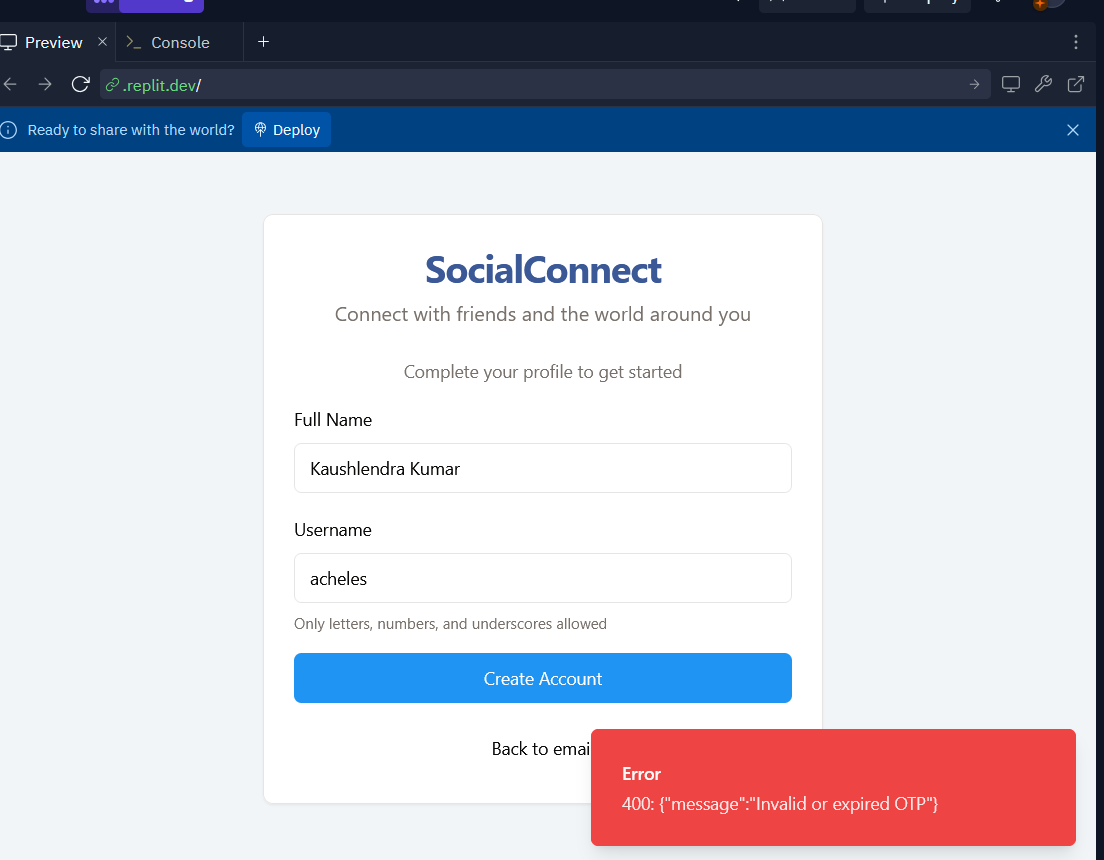 Preview
Console
.replit.dev/
Ready to share with the world?
Deploy
SocialConnect
Connect with friends and the world around you
Complete your profile to get started
Full Name
Kaushlendra Kumar
Username
acheles
Only letters, numbers, and underscores allowed
Create Account
Back to emai
Error
400: {"message":"Invalid or expired OTP"}